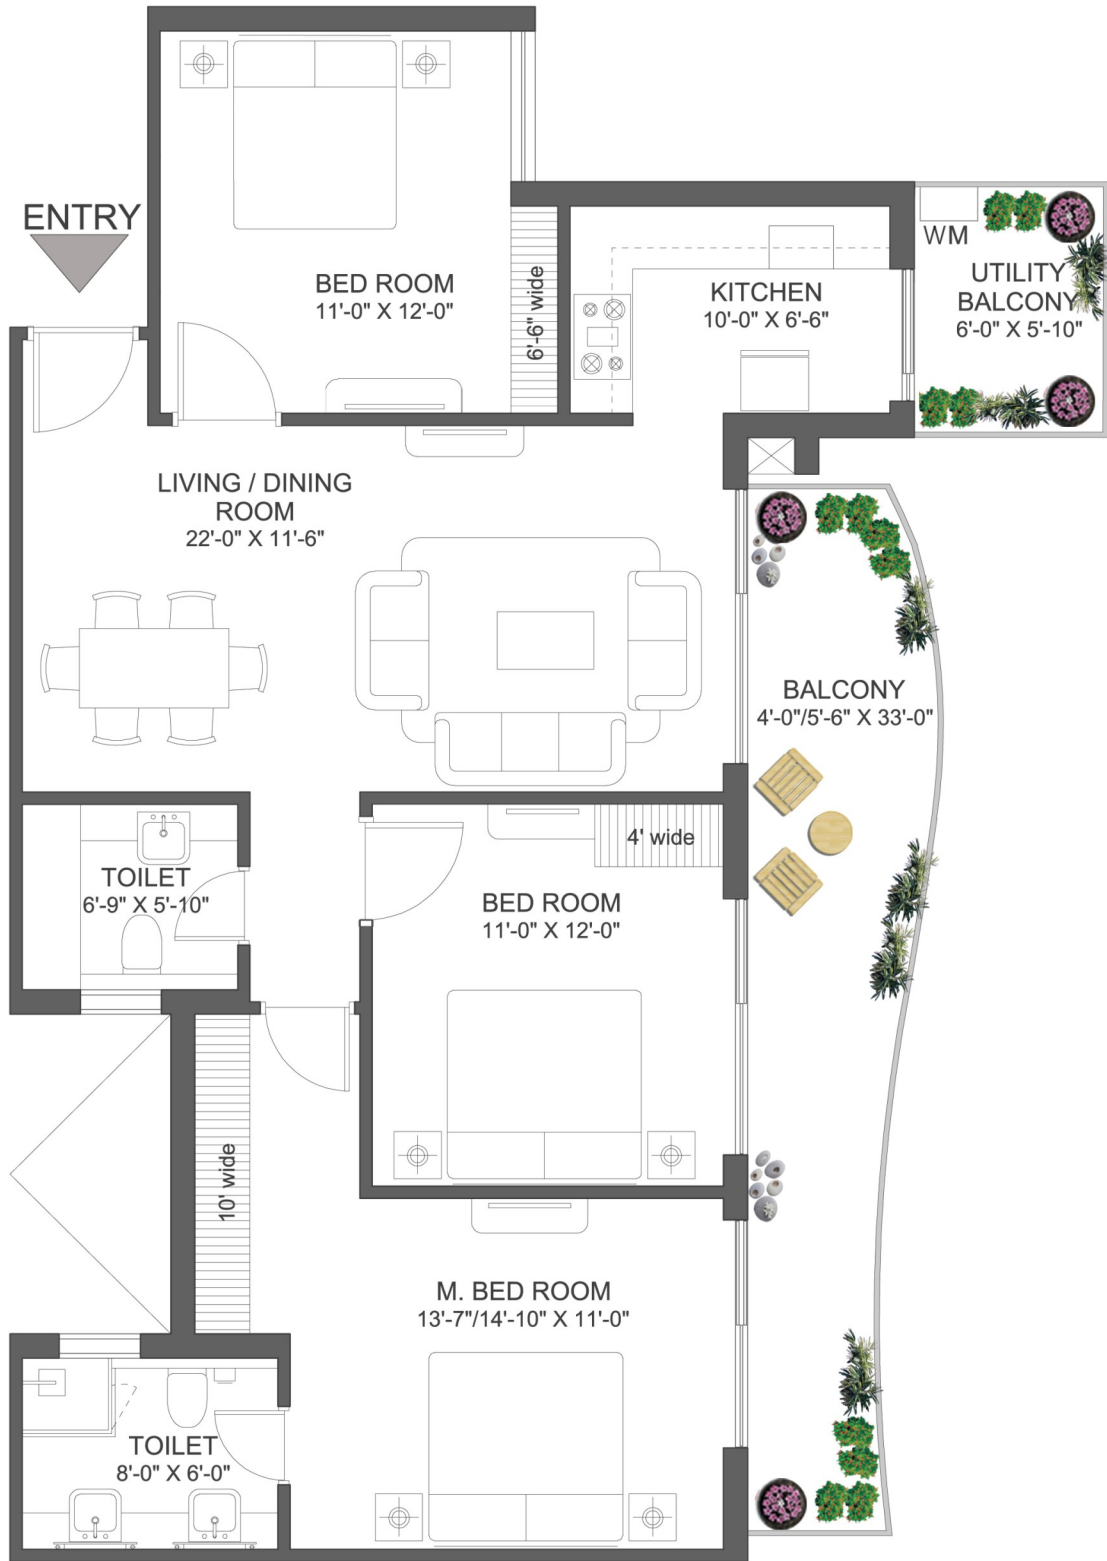 ENTRY
BED ROOM
11'-0" X 12'-0"
6'-6" wide
KITCHEN
10'-0" X 6'-6"
WM
UTILITY
BALCONY
6'-0" X 5'-10"
LIVING / DINING
ROOM
22'-0" X 11'-6"
BALCONY
4'-0"/5'-6" X 33'-0"
TOILET
6'-9" X 5'-10"
4' wide
BED ROOM
11'-0" X 12'-0"
10' wide
M. BED ROOM
13'-7"/14'-10" X 11'-0"
TOILET
8'-0" X 6'-0"